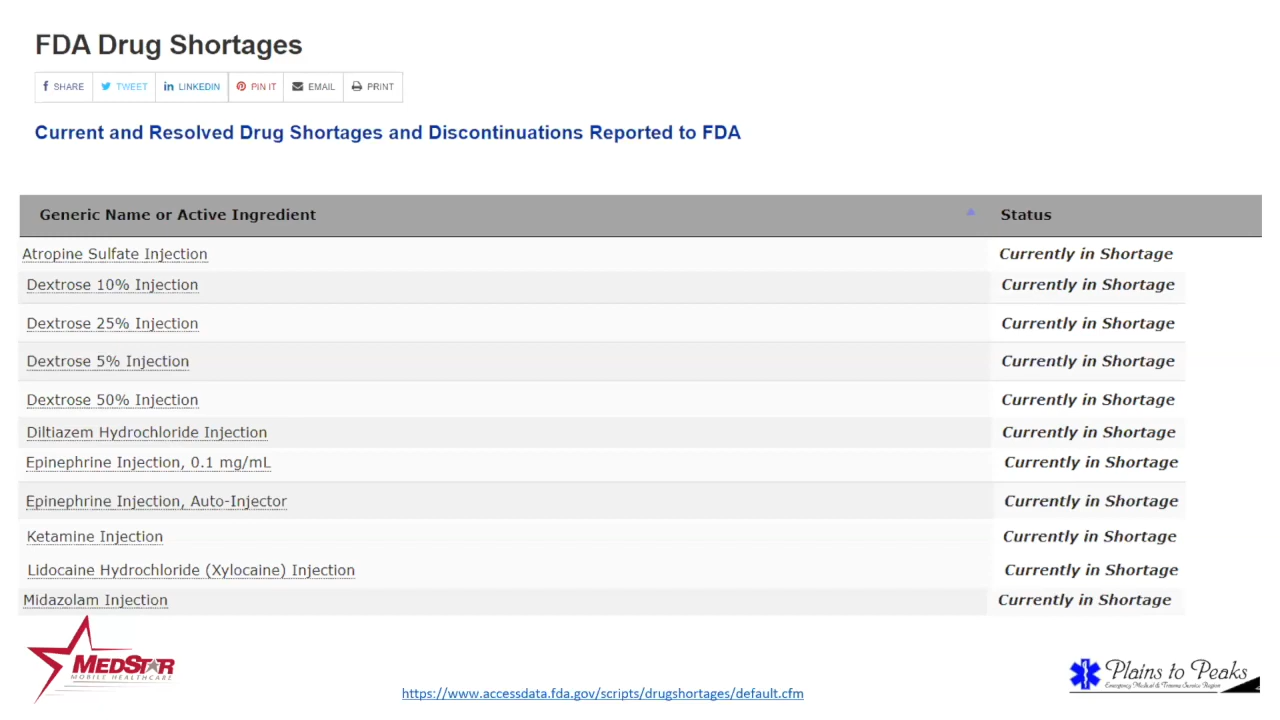 FDA Drug Shortages
SHARE TWEET LINKEDIN PIN IT EMAIL PRINT
Current and Resolved Drug Shortages and Discontinuations Reported to FDA
Generic Name or Active Ingredient Status
Atropine Sulfate Injection Currently in Shortage
Dextrose 10% Injection Currently in Shortage
Dextrose 25% Injection Currently in Shortage
Dextrose 5% Injection Currently in Shortage
Dextrose 50% Injection Currently in Shortage
Diltiazem Hydrochloride Injection Currently in Shortage
Epinephrine Injection, 0.1 mg/mL Currently in Shortage
Epinephrine Injection, Auto-Injector Currently in Shortage
Ketamine Injection Currently in Shortage
Lidocaine Hydrochloride (Xylocaine) Injection Currently in Shortage
Midazolam Injection Currently in Shortage
MEDSTAR
MOBILE HEALTHCARE
https://www.accessdata.fda.gov/scripts/drugshortages/default.cfm
Plains to Peaks
Emergency Medical & Trauma Service Region